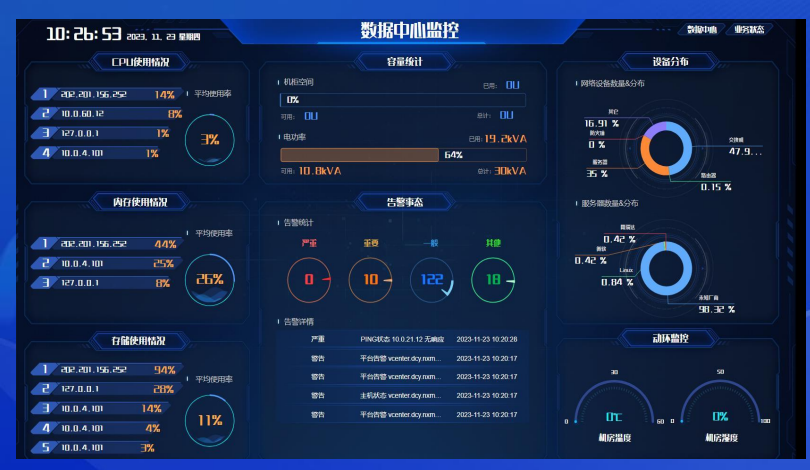 10:26:53 2023. 11. 23 星期四
数据中心监控
数据中心 业务状态
CPU使用情况
1 202.201.156.252 14%
2 10.0.60.12 8%
3 127.0.0.1 1%
4 10.0.4.101 1%
平均使用率
3%
内存使用情况
1 202.201.156.252 44%
2 10.0.4.101 25%
3 127.0.0.1 8%
平均使用率
26%
存储使用情况
1 202.201.156.252 94%
2 127.0.0.1 28%
3 10.0.4.101 14%
4 10.0.4.101 4%
5 10.0.4.101 3%
平均使用率
11%
容量统计
机柜空间
已用: 0U
0%
可用: 0U
总计: 0U
电功率
已用: 19.2kVA
64%
可用: 10.8kVA
总计: 30kVA
告警事态
告警统计
严重 重要 一般 其他
0 10 122 18
告警详情
严重 PING状态 10.0.21.12 无响应 2023-11-23 10:20:28
警告 平台告警 vcenter.dcy.nxm... 2023-11-23 10:20:17
警告 平台告警 vcenter.dcy.nxm... 2023-11-23 10:20:17
警告 主机状态 vcenter.dcy.nxm... 2023-11-23 10:20:17
警告 平台告警 vcenter.dcy.nxm... 2023-11-23 10:20:17
设备分布
网络设备数量&分布
其它
16.91 %
防火墙
0 %
服务器
35 %
交换机
47.9...
路由器
0.15 %
服务器数量&分布
0.42 %
微软
0.42 %
Linux
0.84 %
未知厂商
98.32 %
动环监控
30
0 60
0℃
机房温度
50
0 100
0%
机房湿度